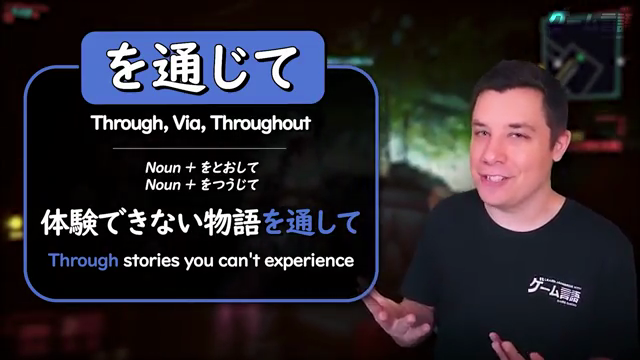 を通じて
Through, Via, Throughout
Noun + をとおして
Noun + をつうじて
体験できない物語を通して
Through stories you can't experience
ゲーム言語